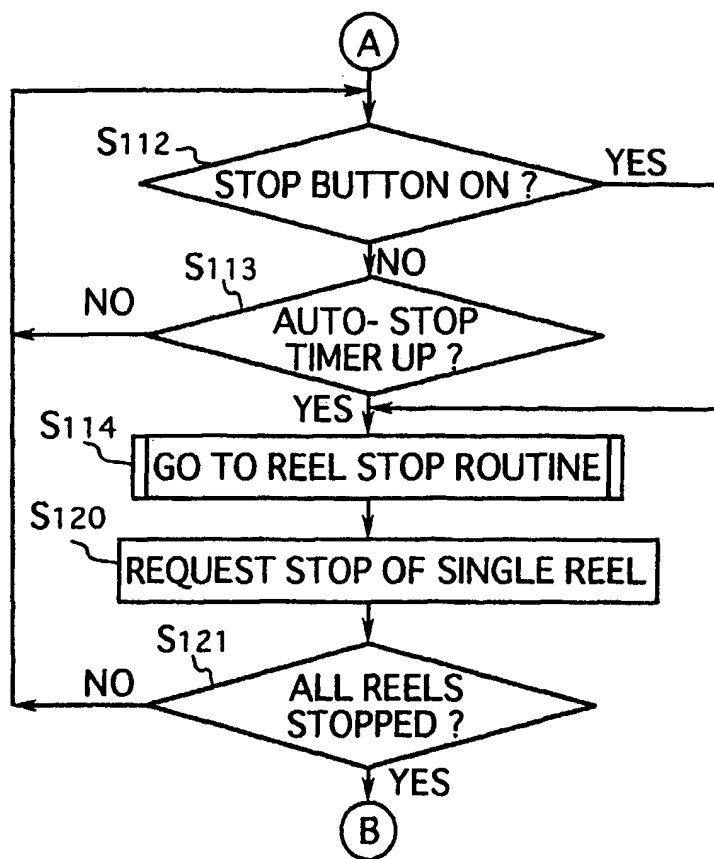 A
S112
STOP BUTTON ON ?
YES
NO
S113
NO
AUTO- STOP
TIMER UP ?
YES
S114
GO TO REEL STOP ROUTINE
S120
REQUEST STOP OF SINGLE REEL
S121
NO
ALL REELS
STOPPED ?
YES
B